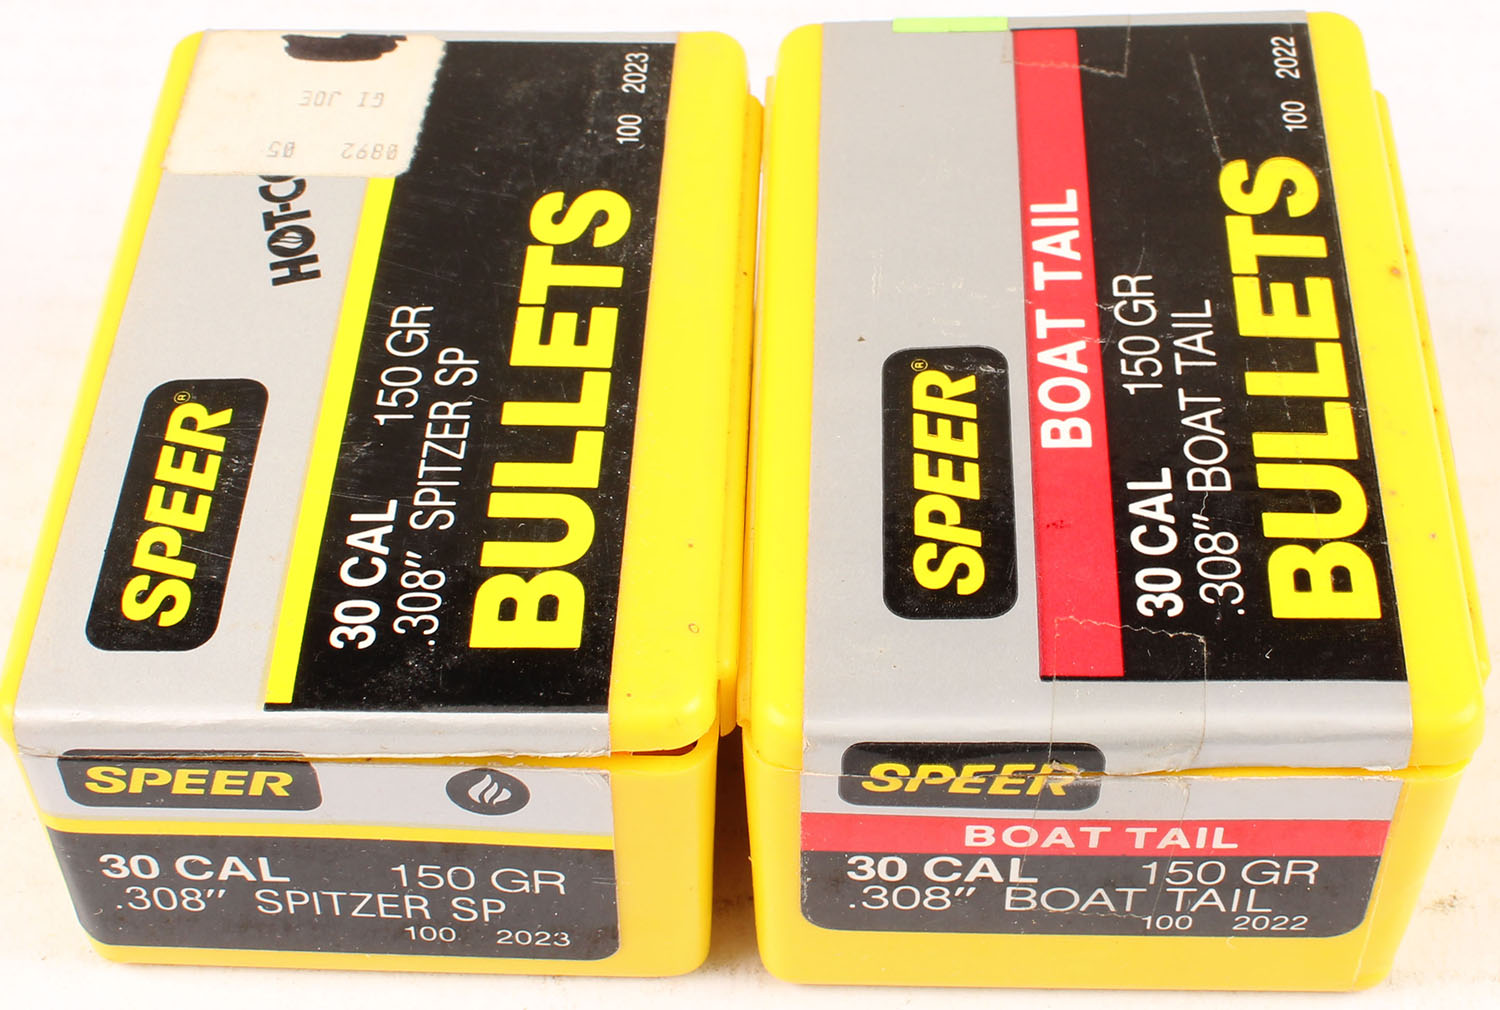 GI JOE
0892 05
HOT-CO
SPEER®
30 CAL 150 GR
.308" SPITZER SP
BULLETS
100 2023
SPEER
30 CAL 150 GR
.308" SPITZER SP
100 2023
SPEER®
BOAT TAIL
30 CAL 150 GR
.308" BOAT TAIL
BULLETS
100 2022
SPEER
BOAT TAIL
30 CAL 150 GR
.308" BOAT TAIL
100 2022